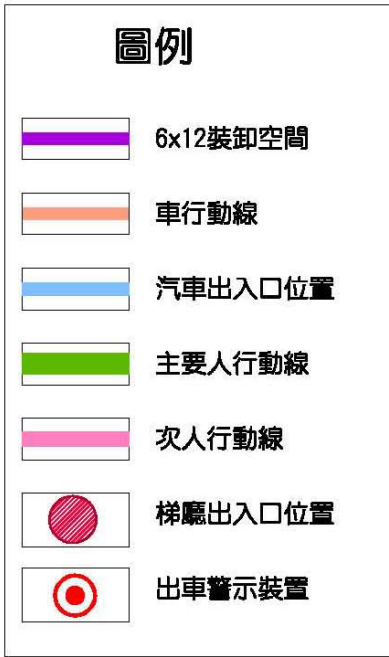 圖例
6x12裝卸空間
車行動線
汽車出入口位置
主要人行動線
次人行動線
梯廳出入口位置
出車警示裝置